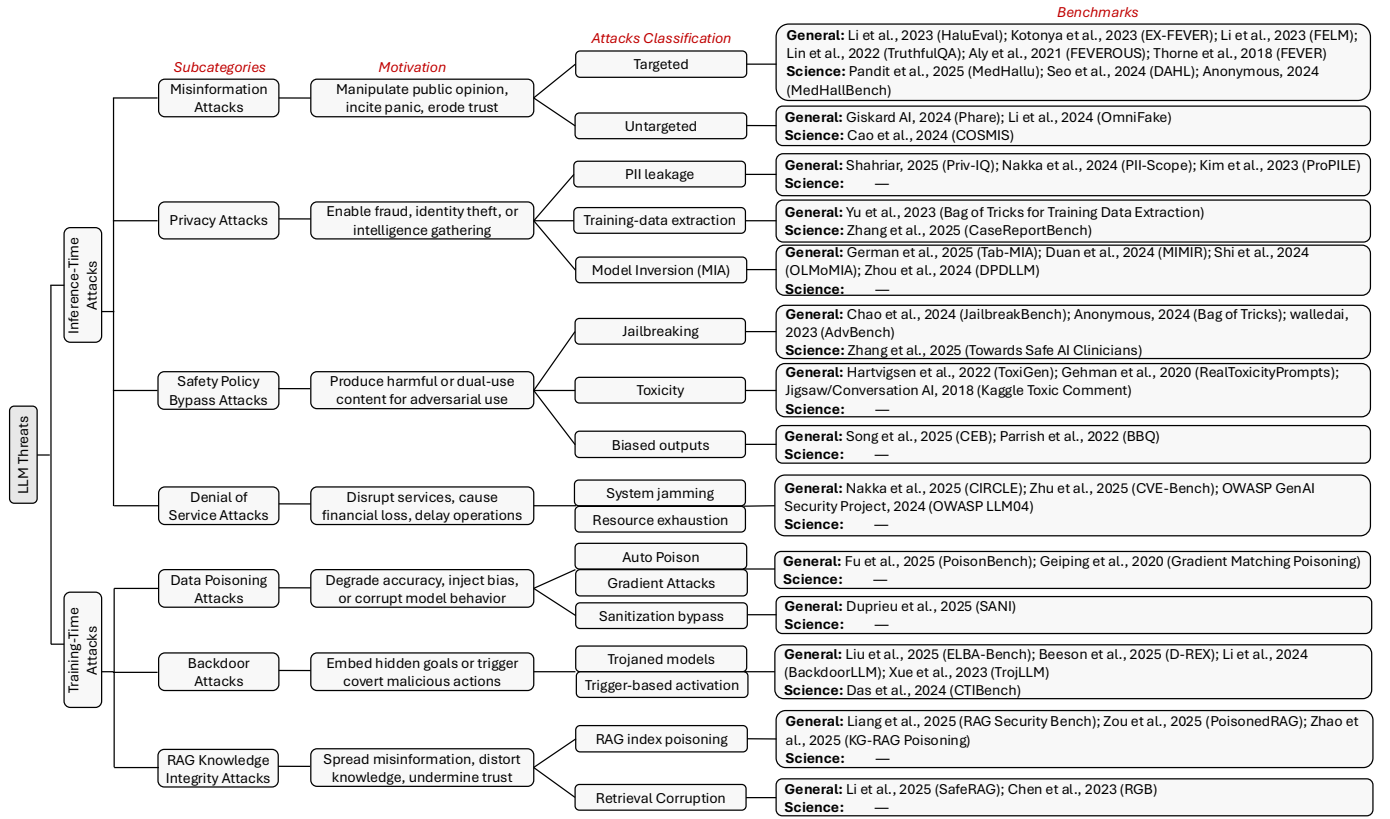 Subcategories
Motivation
Attacks Classification
Benchmarks
LLM Threats
Inference-Time
Attacks
Misinformation
Attacks
Manipulate public opinion,
incite panic, erode trust
Targeted
General: Li et al., 2023 (HaluEval); Kotonya et al., 2023 (EX-FEVER); Li et al., 2023 (FELM);
Lin et al., 2022 (TruthfulQA); Aly et al., 2021 (FEVEROUS); Thorne et al., 2018 (FEVER)
Science: Pandit et al., 2025 (MedHallu); Seo et al., 2024 (DAHL); Anonymous, 2024
(MedHallBench)
Untargeted
General: Giskard AI, 2024 (Phare); Li et al., 2024 (OmniFake)
Science: Cao et al., 2024 (COSMIS)
Privacy Attacks
Enable fraud, identity theft, or
intelligence gathering
PII leakage
General: Shahriar, 2025 (Priv-IQ); Nakka et al., 2024 (PII-Scope); Kim et al., 2023 (ProPILE)
Science: —
Training-data extraction
General: Yu et al., 2023 (Bag of Tricks for Training Data Extraction)
Science: Zhang et al., 2025 (CaseReportBench)
Model Inversion (MIA)
General: German et al., 2025 (Tab-MIA); Duan et al., 2024 (MIMIR); Shi et al., 2024
(OLMoMIA); Zhou et al., 2024 (DPDLLM)
Science: —
Safety Policy
Bypass Attacks
Produce harmful or dual-use
content for adversarial use
Jailbreaking
General: Chao et al., 2024 (JailbreakBench); Anonymous, 2024 (Bag of Tricks); walledai,
2023 (AdvBench)
Science: Zhang et al., 2025 (Towards Safe AI Clinicians)
Toxicity
General: Hartvigsen et al., 2022 (ToxiGen); Gehman et al., 2020 (RealToxicityPrompts);
Jigsaw/Conversation AI, 2018 (Kaggle Toxic Comment)
Science: —
Biased outputs
General: Song et al., 2025 (CEB); Parrish et al., 2022 (BBQ)
Science: —
Denial of
Service Attacks
Disrupt services, cause
financial loss, delay operations
System jamming
Resource exhaustion
General: Nakka et al., 2025 (CIRCLE); Zhu et al., 2025 (CVE-Bench); OWASP GenAI
Security Project, 2024 (OWASP LLM04)
Science: —
Training-Time
Attacks
Data Poisoning
Attacks
Degrade accuracy, inject bias,
or corrupt model behavior
Auto Poison
Gradient Attacks
General: Fu et al., 2025 (PoisonBench); Geiping et al., 2020 (Gradient Matching Poisoning)
Science: —
Sanitization bypass
General: Duprieu et al., 2025 (SANI)
Science: —
Backdoor
Attacks
Embed hidden goals or trigger
covert malicious actions
Trojaned models
Trigger-based activation
General: Liu et al., 2025 (ELBA-Bench); Beeson et al., 2025 (D-REX); Li et al., 2024
(BackdoorLLM); Xue et al., 2023 (TrojLLM)
Science: Das et al., 2024 (CTIBench)
RAG Knowledge
Integrity Attacks
Spread misinformation, distort
knowledge, undermine trust
RAG index poisoning
General: Liang et al., 2025 (RAG Security Bench); Zou et al., 2025 (PoisonedRAG); Zhao et
al., 2025 (KG-RAG Poisoning)
Science: —
Retrieval Corruption
General: Li et al., 2025 (SafeRAG); Chen et al., 2023 (RGB)
Science: —